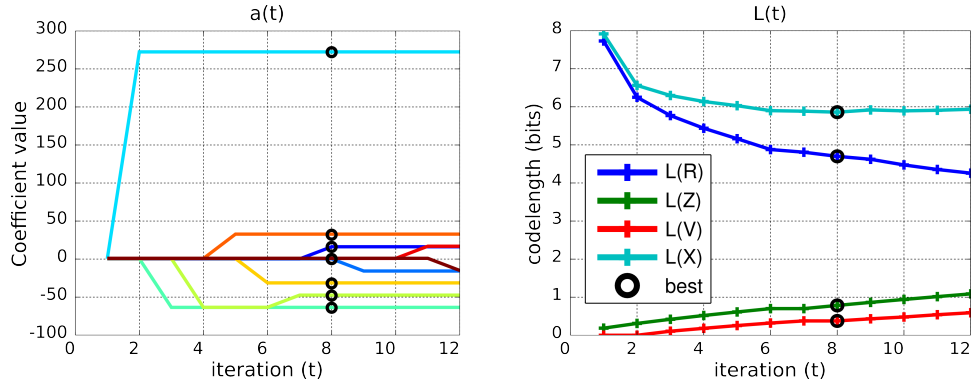 a(t)
Coefficient value
300
250
200
150
100
50
0
-50
-100
0 2 4 6 8 10 12
iteration (t)
L(t)
codelength (bits)
8
7
6
5
4
3
2
1
0
0 2 4 6 8 10 12
iteration (t)
L(R)
L(Z)
L(V)
L(X)
best